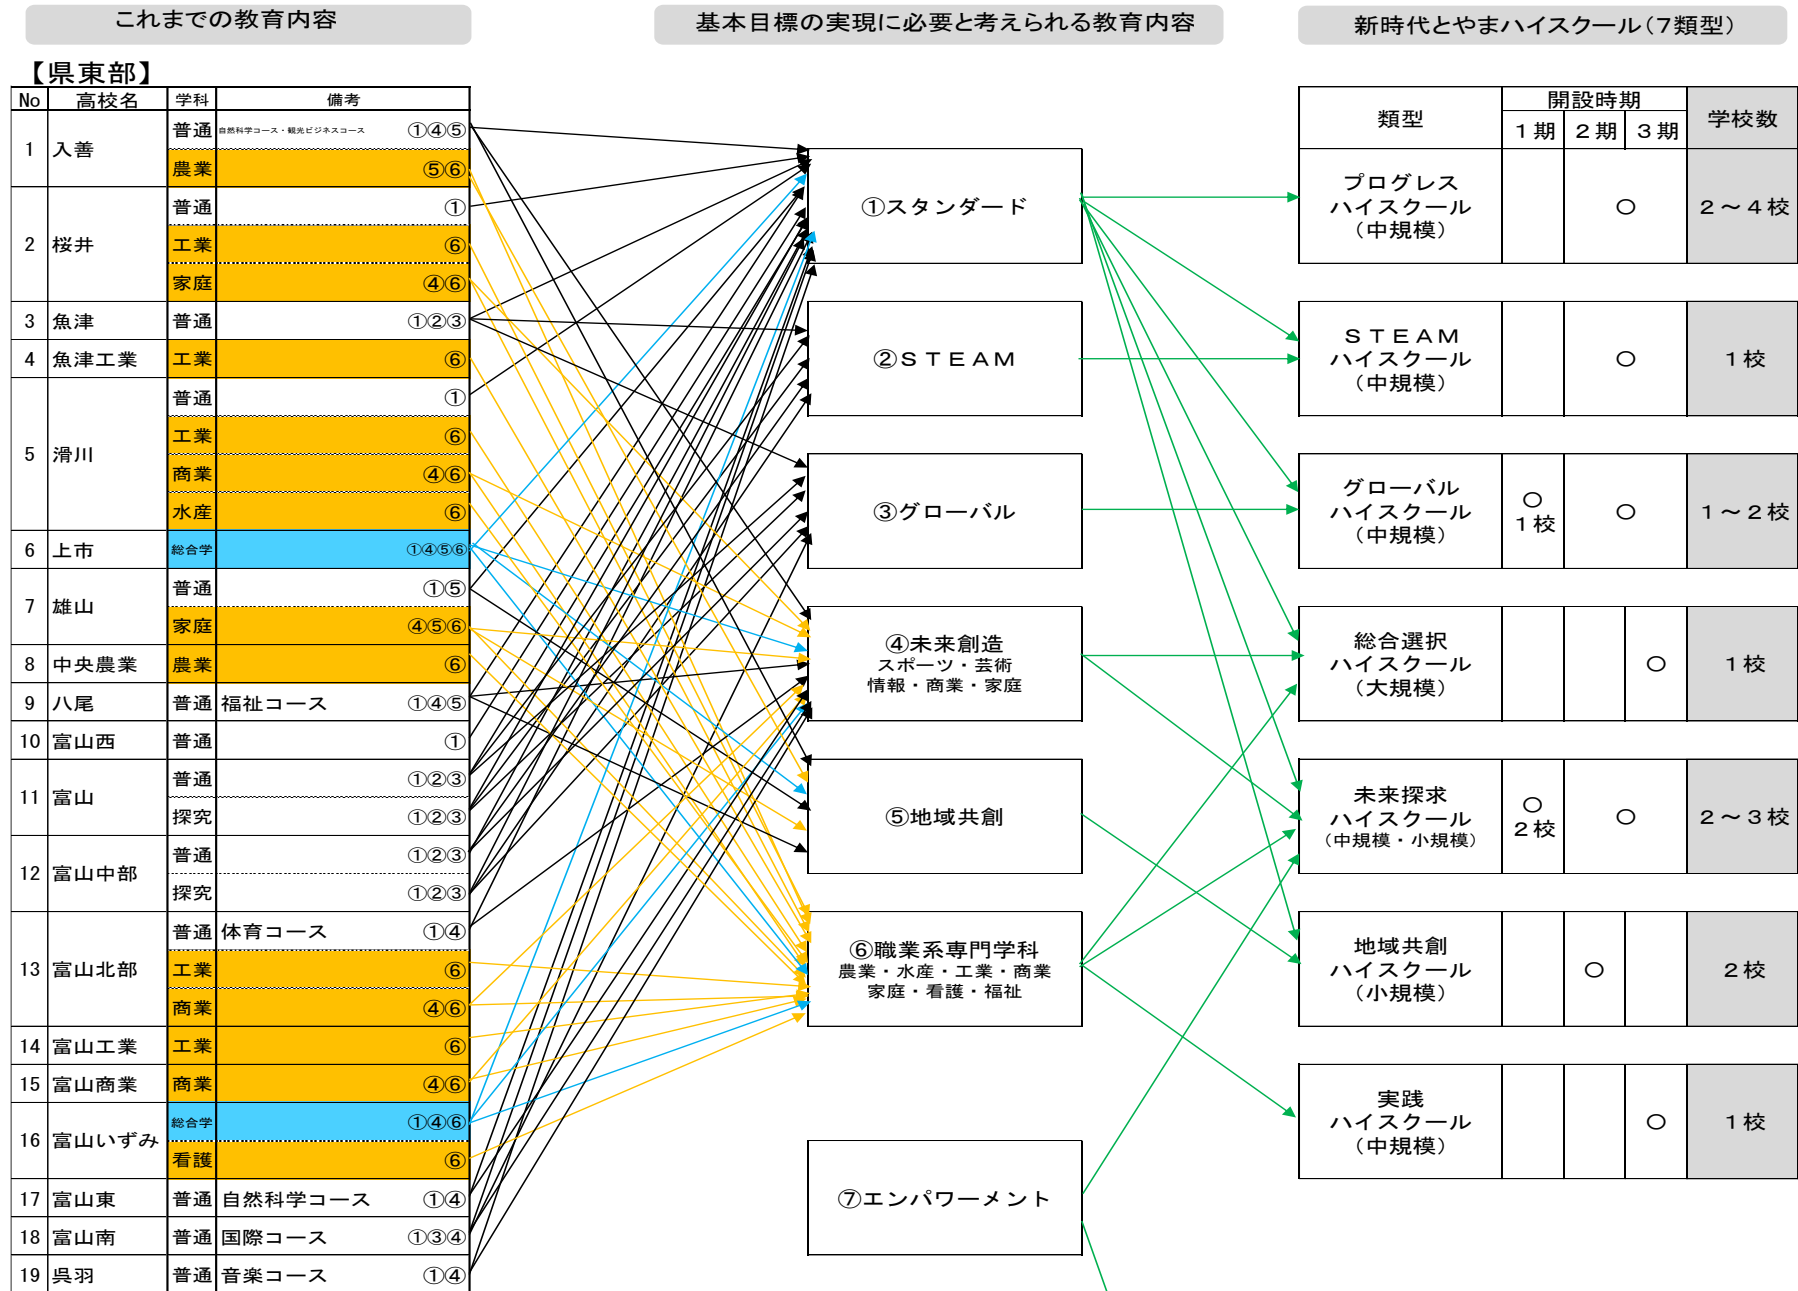 これまでの教育内容
基本目標の実現に必要と考えられる教育内容
新時代とやまハイスクール（7類型）
【県東部】
No 高校名 学科 備考
1 入善 普通 自然科学コース・観光ビジネスコース ①④⑤
農業 ⑤⑥
2 桜井 普通 ①
工業 ⑥
家庭 ④⑥
3 魚津 普通 ①②③
4 魚津工業 工業 ⑥
5 滑川 普通 ①
工業 ⑥
商業 ④⑥
水産 ⑥
6 上市 総合学 ①④⑤⑥
7 雄山 普通 ①⑤
家庭 ④⑤⑥
8 中央農業 農業 ⑥
9 八尾 普通 福祉コース ①④⑤
10 富山西 普通 ①
11 富山 普通 ①②③
探究 ①②③
12 富山中部 普通 ①②③
探究 ①②③
13 富山北部 普通 体育コース ①④
工業 ⑥
商業 ④⑥
14 富山工業 工業 ⑥
15 富山商業 商業 ④⑥
16 富山いずみ 総合学 ①④⑥
看護 ⑥
17 富山東 普通 自然科学コース ①④
18 富山南 普通 国際コース ①③④
19 呉羽 普通 音楽コース ①④
①スタンダード
②ＳＴＥＡＭ
③グローバル
④未来創造
スポーツ・芸術
情報・商業・家庭
⑤地域共創
⑥職業系専門学科
農業・水産・工業・商業
家庭・看護・福祉
⑦エンパワーメント
類型 開設時期 学校数
１期 ２期 ３期
プログレス
ハイスクール
（中規模）
○ ２～４校
ＳＴＥＡＭ
ハイスクール
（中規模）
○ １校
グローバル
ハイスクール
（中規模）
○
１校
○ １～２校
総合選択
ハイスクール
（大規模）
○ １校
未来探求
ハイスクール
（中規模・小規模）
○
２校
○ ２～３校
地域共創
ハイスクール
（小規模）
○ ２校
実践
ハイスクール
（中規模）
○ １校